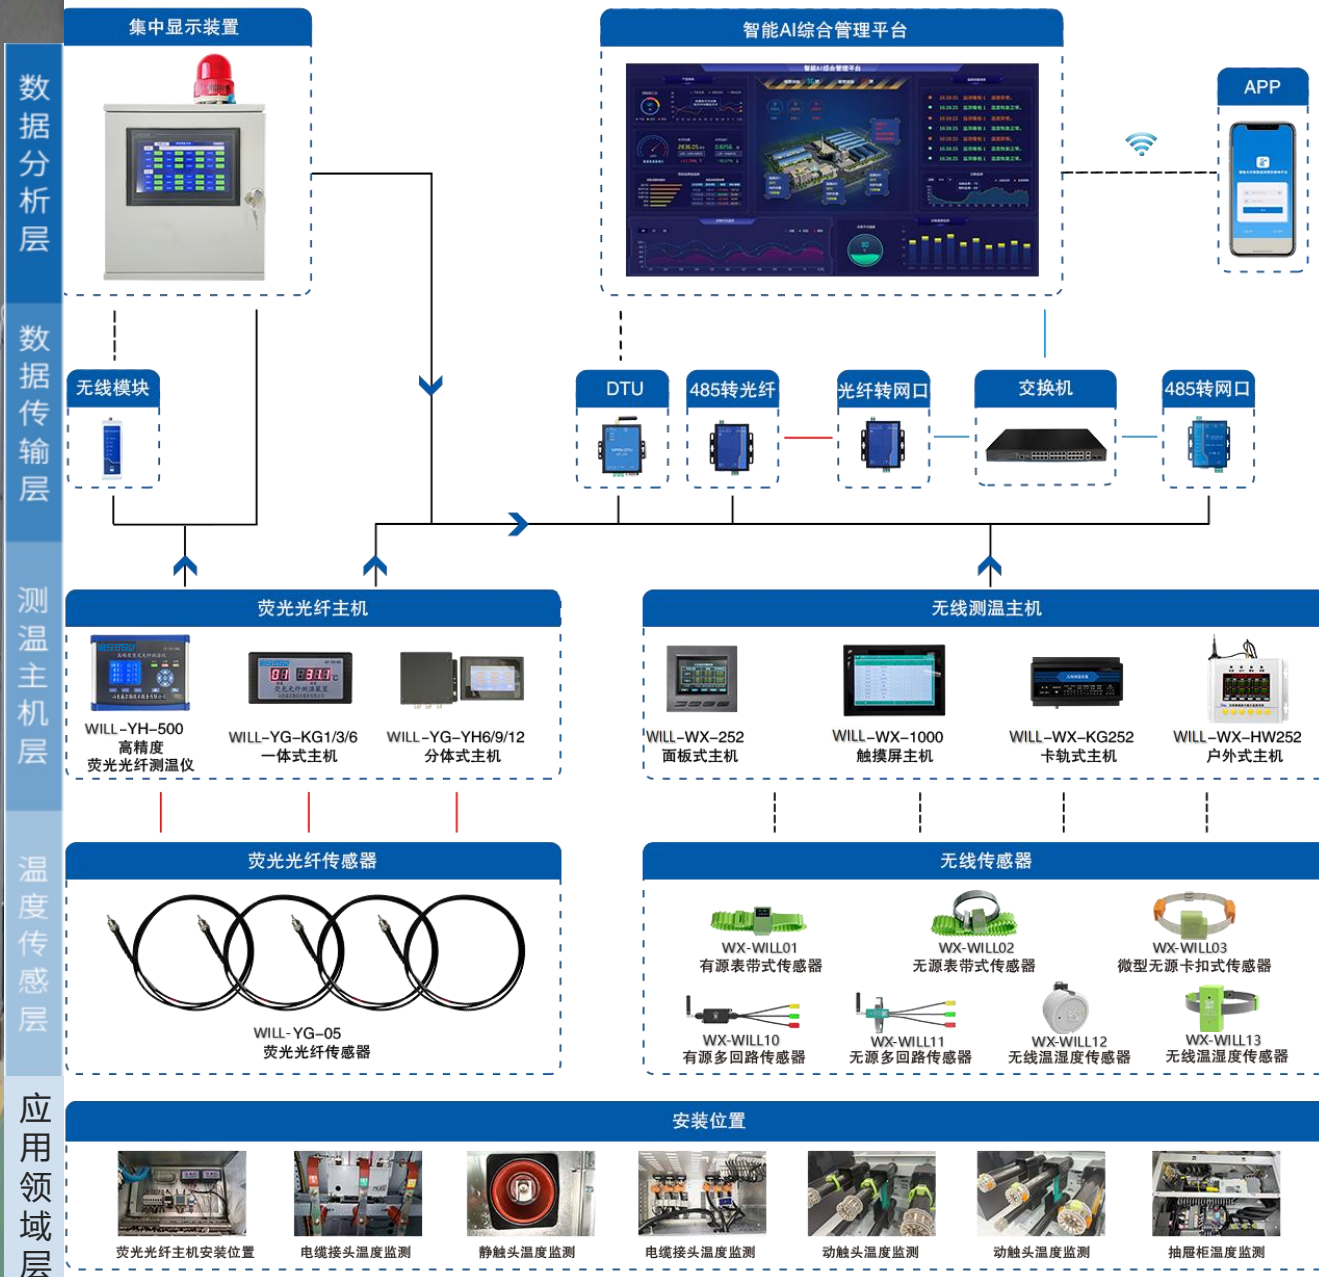 集中显示装置
智能AI综合管理平台
智能AI综合管理平台
APP
数据分析层
无线模块
DTU
485转光纤
光纤转网口
交换机
485转网口
数据传输层
荧光光纤主机
WILL-YH-500
高精度
荧光光纤测温仪
WILL-YG-KG1/3/6
一体式主机
WILL-YG-YH6/9/12
分体式主机
无线测温主机
WILL-WX-252
面板式主机
WILL-WX-1000
触摸屏主机
WILL-WX-KG252
卡轨式主机
WILL-WX-HW252
户外式主机
测温主机层
荧光光纤传感器
WILL-YG-05
荧光光纤传感器
无线传感器
WX-WILL01
有源表带式传感器
WX-WILL02
无源表带式传感器
WX-WILL03
微型无源卡扣式传感器
WX-WILL10
有源多回路传感器
WX-WILL11
无源多回路传感器
WX-WILL12
无线温湿度传感器
WX-WILL13
无线温湿度传感器
温度传感层
安装位置
荧光光纤主机安装位置
电缆接头温度监测
静触头温度监测
电缆接头温度监测
动触头温度监测
动触头温度监测
抽屉柜温度监测
应用领域层